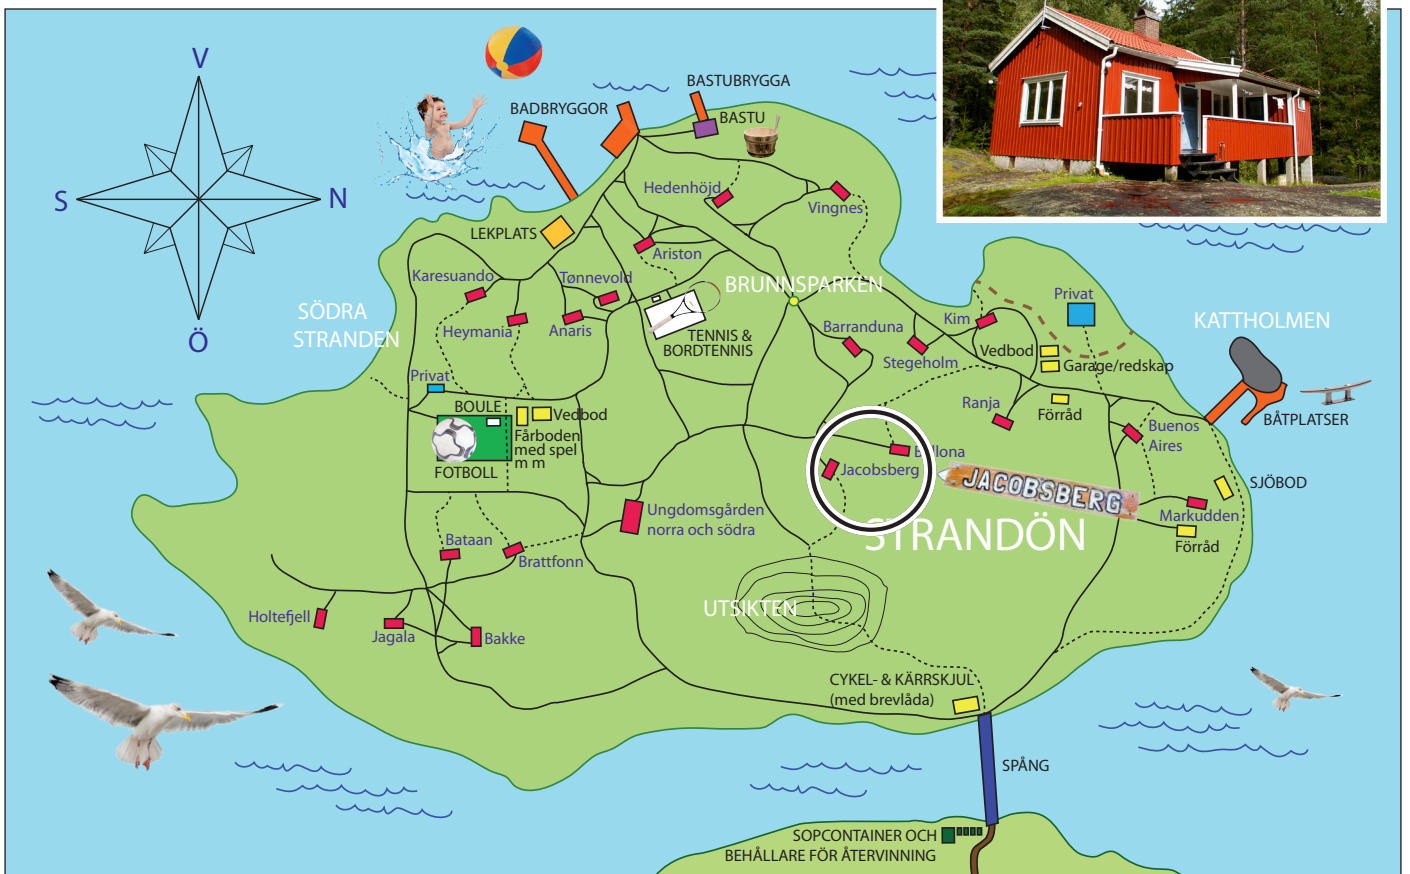 V
S
N
Ö
BADBRYGGOR
BASTUBRYGGA
BASTU
LEKPLATS
Hedenhöjd
Vingnes
Ariston
Karesuando
Tønnevold
BRUNNSPARKEN
Heymania
Anaris
SÖDRA
STRANDEN
TENNIS &
BORDTENNIS
Barranduna
Stegeholm
Kim
Privat
Vedbod
Garage/redskap
KATTHOLMEN
BÅTPLATSER
Privat
BOULE
Vedbod
Fårboden
med spel
m m
FOTBOLL
Ranja
Förråd
Buenos
Aires
Bellona
Jacobsberg
JACOBSBERG
SJÖBOD
Markudden
Förråd
STRANDÖN
Ungdomsgården
norra och södra
Bataan
Brattfonn
UTSIKTEN
Holtefjell
Jagala
Bakke
CYKEL- & KÄRRSKJUL
(med brevlåda)
SPÅNG
SOPCONTAINER OCH
BEHÅLLARE FÖR ÅTERVINNING